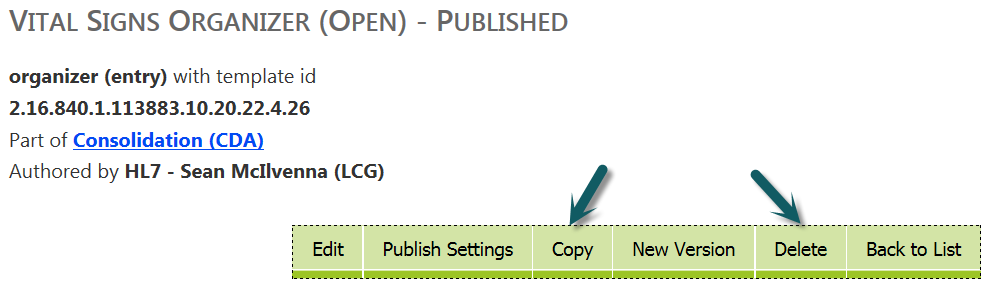 VITAL SIGNS ORGANIZER (OPEN) - PUBLISHED
organizer (entry) with template id
2.16.840.1.113883.10.20.22.4.26
Part of Consolidation (CDA)
Authored by HL7 - Sean McIlvenna (LCG)
Edit Publish Settings Copy New Version Delete Back to List